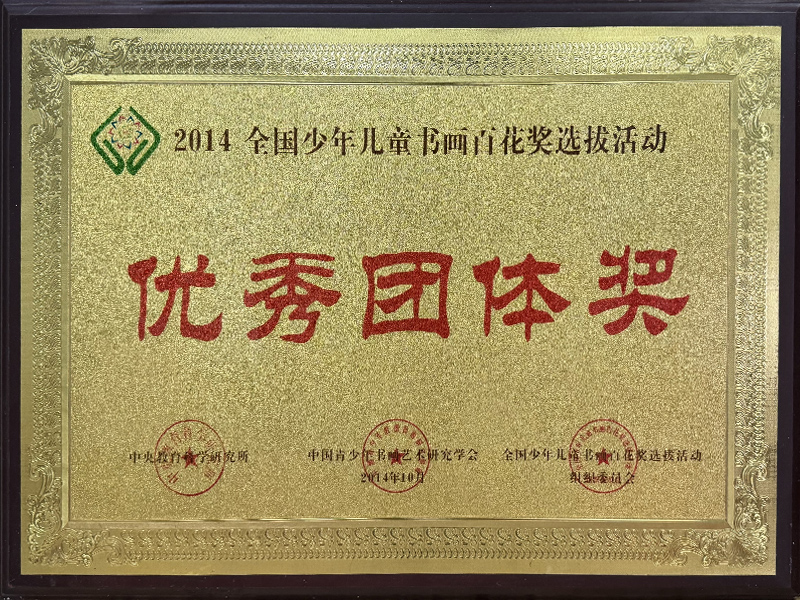 2014 全国少年儿童书画百花奖选拔活动
优秀团体奖
中央教育科学研究所
中国青少年书画艺术研究学会
2014年10月
全国少年儿童书画百花奖选拔活动
组织委员会